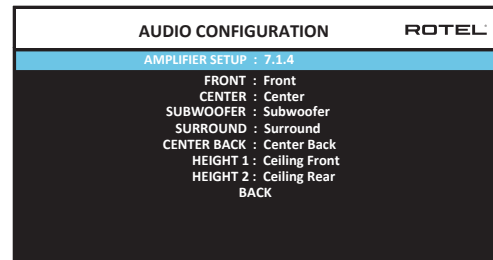 AUDIO CONFIGURATION ROTEL
AMPLIFIER SETUP : 7.1.4
FRONT : Front
CENTER : Center
SUBWOOFER : Subwoofer
SURROUND : Surround
CENTER BACK : Center Back
HEIGHT 1 : Ceiling Front
HEIGHT 2 : Ceiling Rear
BACK